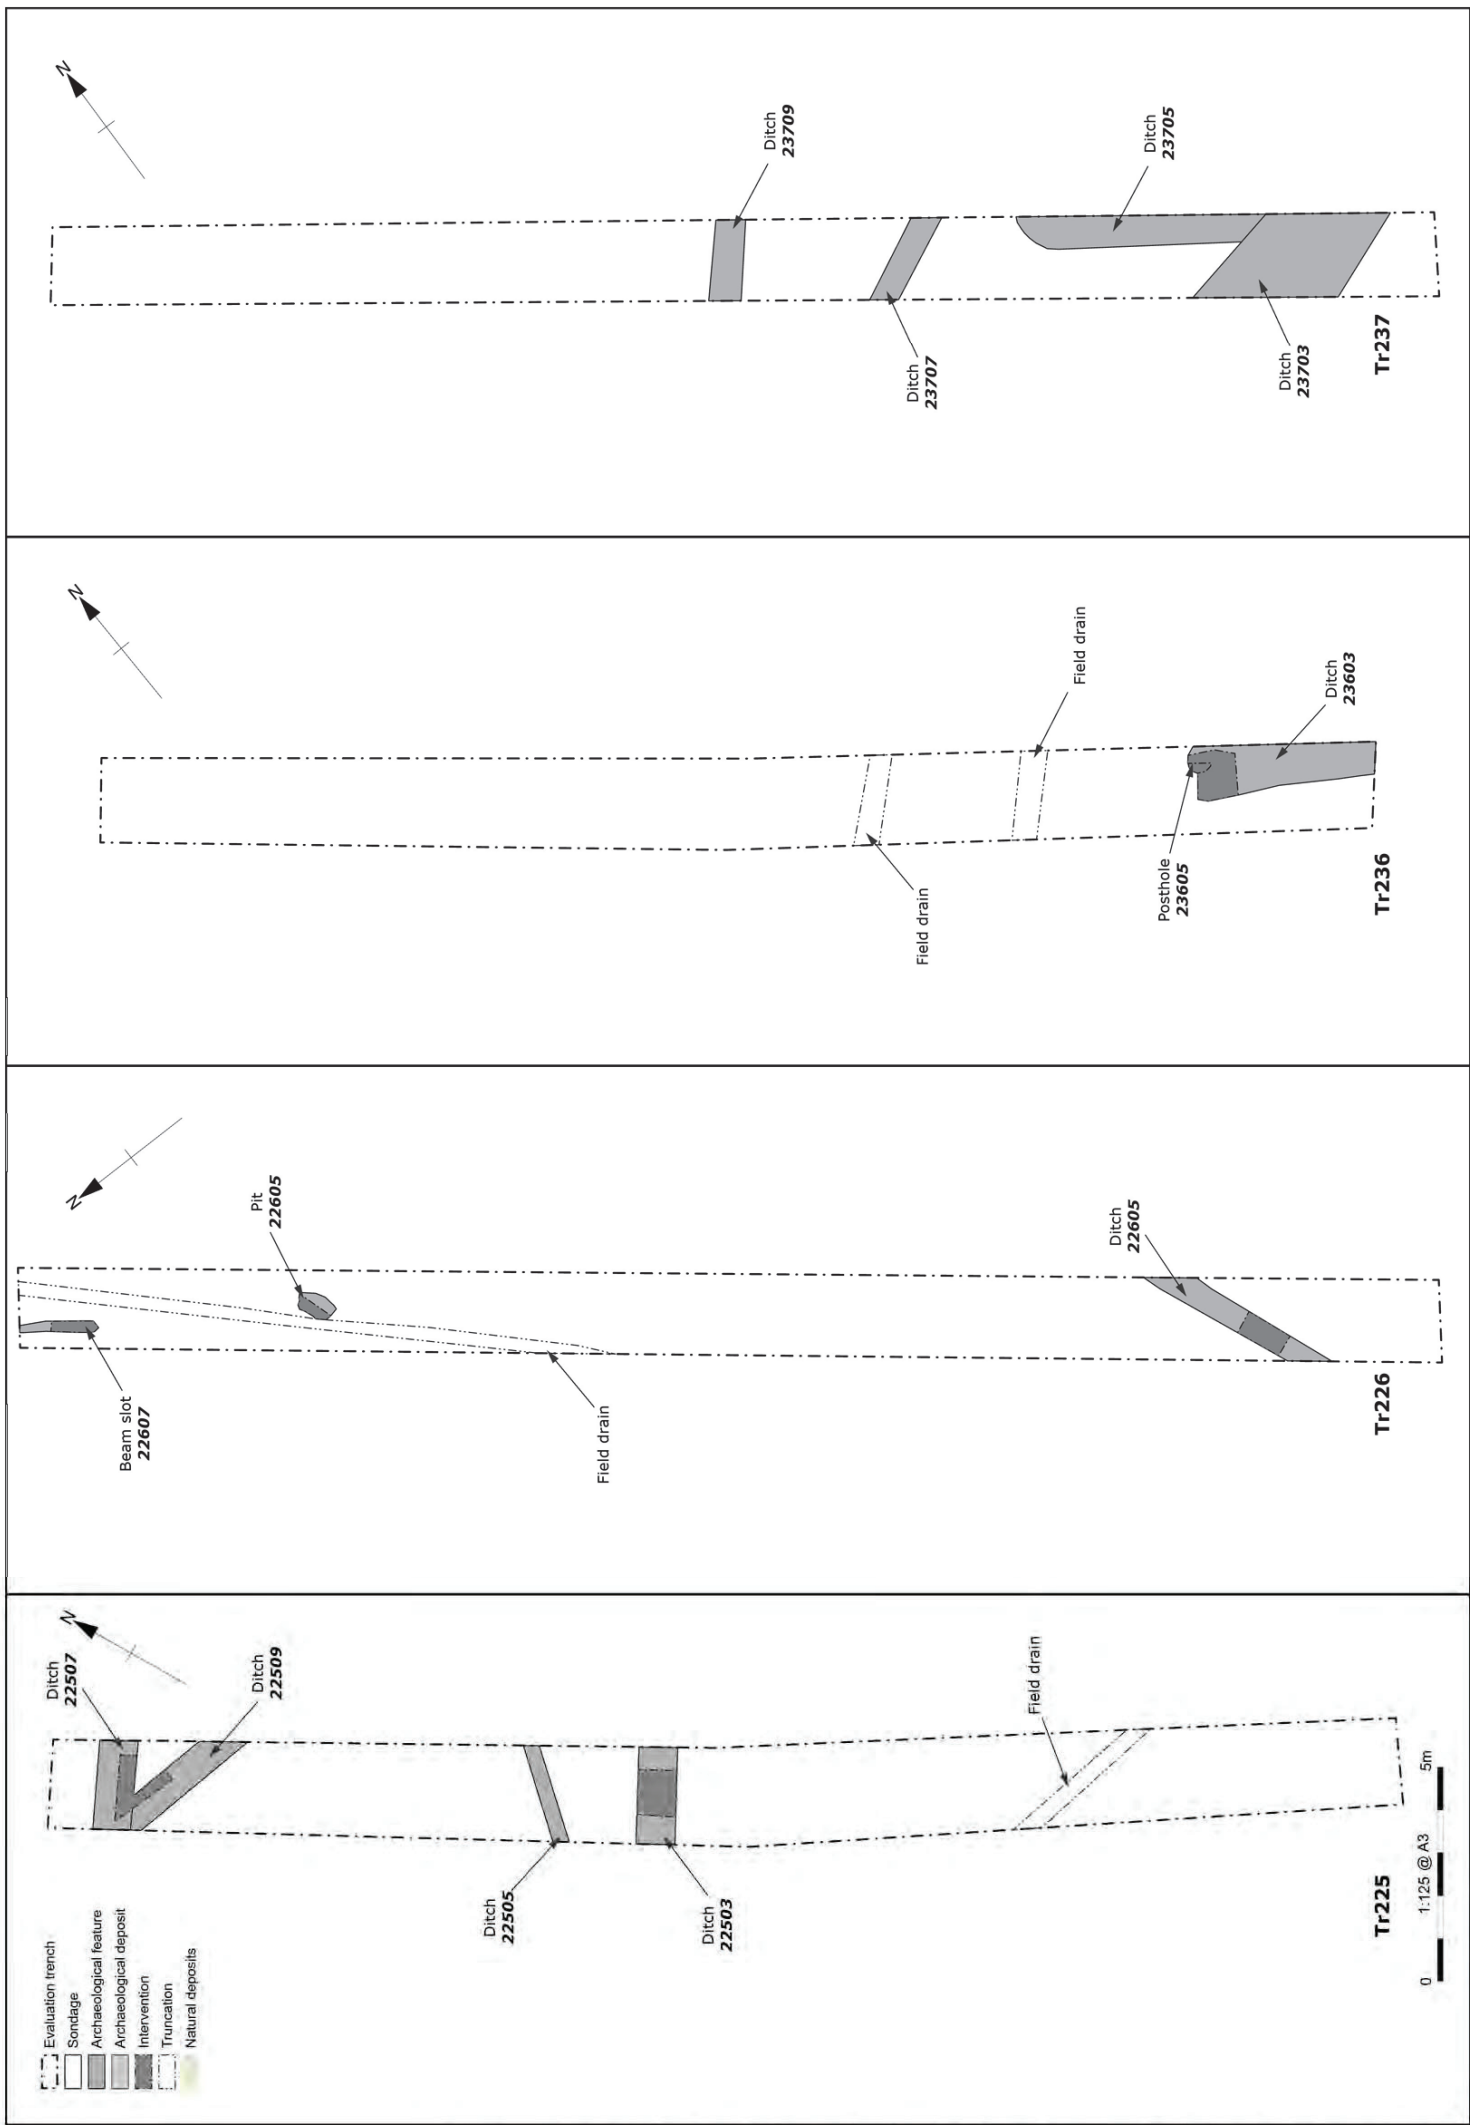 Evaluation trench
Sondage
Archaeological feature
Archaeological deposit
Intervention
Truncation
Natural deposits
N
Ditch
22507
Ditch
22509
Ditch
22505
Ditch
22503
Field drain
Tr225
0
1:125 @ A3
5m
N
Beam slot
22607
Pit
22605
Field drain
Ditch
22605
Tr226
N
Field drain
Field drain
Posthole
23605
Ditch
23603
Tr236
N
Ditch
23709
Ditch
23707
Ditch
23705
Ditch
23703
Tr237